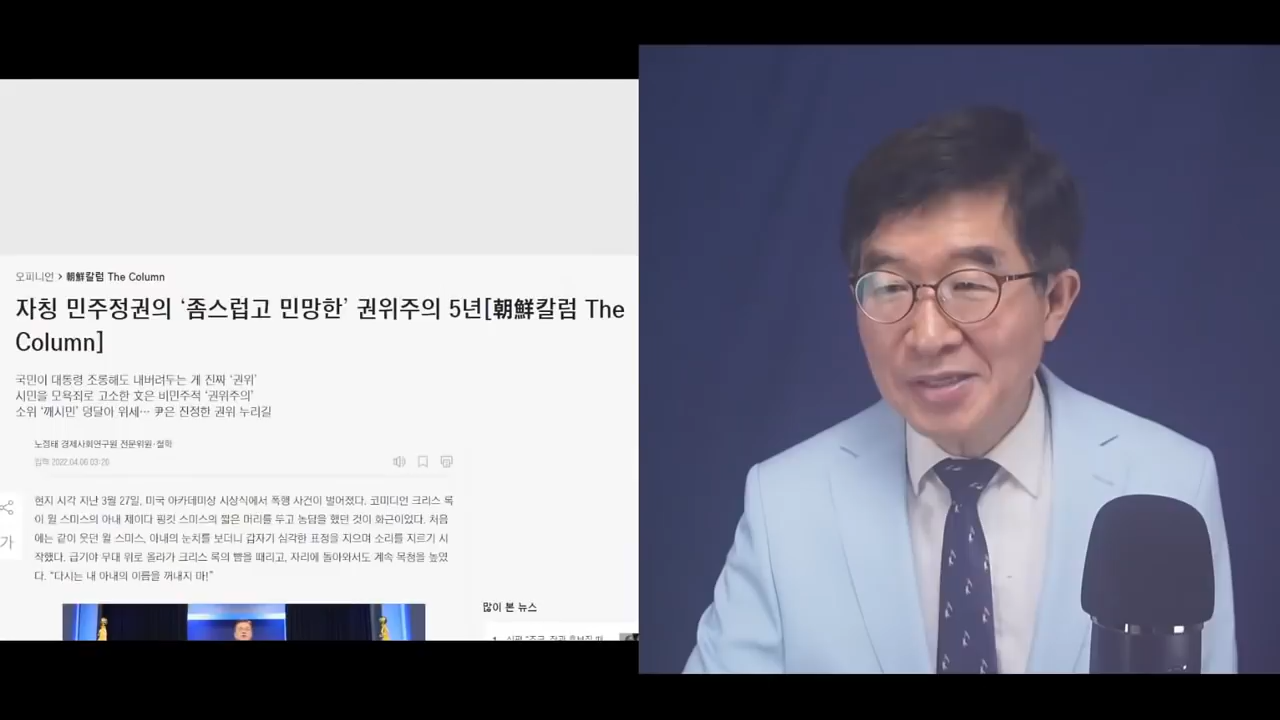 오피니언 > 朝鮮칼럼 The Column
자칭 민주정권의 ‘좀스럽고 민망한’ 권위주의 5년[朝鮮칼럼 The
Column]
국민이 대통령 조롱해도 내버려두는 게 진짜 ‘권위’
시민을 모욕죄로 고소한 文은 비민주적 ‘권위주의’
소위 ‘깨시민’ 덩달아 위세… 尹은 진정한 권위 누리길
노정태 경제사회연구원 전문위원·철학
입력 2022.04.06 03:20
가
현지 시각 지난 3월 27일, 미국 아카데미상 시상식에서 폭행 사건이 벌어졌다. 코미디언 크리스 록
이 윌 스미스의 아내 제이다 핑킷 스미스의 짧은 머리를 두고 농담을 했던 것이 화근이었다. 처음
에는 같이 웃던 윌 스미스, 아내의 눈치를 보더니 갑자기 심각한 표정을 지으며 소리를 지르기 시
작했다. 급기야 무대 위로 올라가 크리스 록의 뺨을 때리고, 자리에 돌아와서도 계속 목청을 높였
다. “다시는 내 아내의 이름을 꺼내지 마!”
많이 본 뉴스